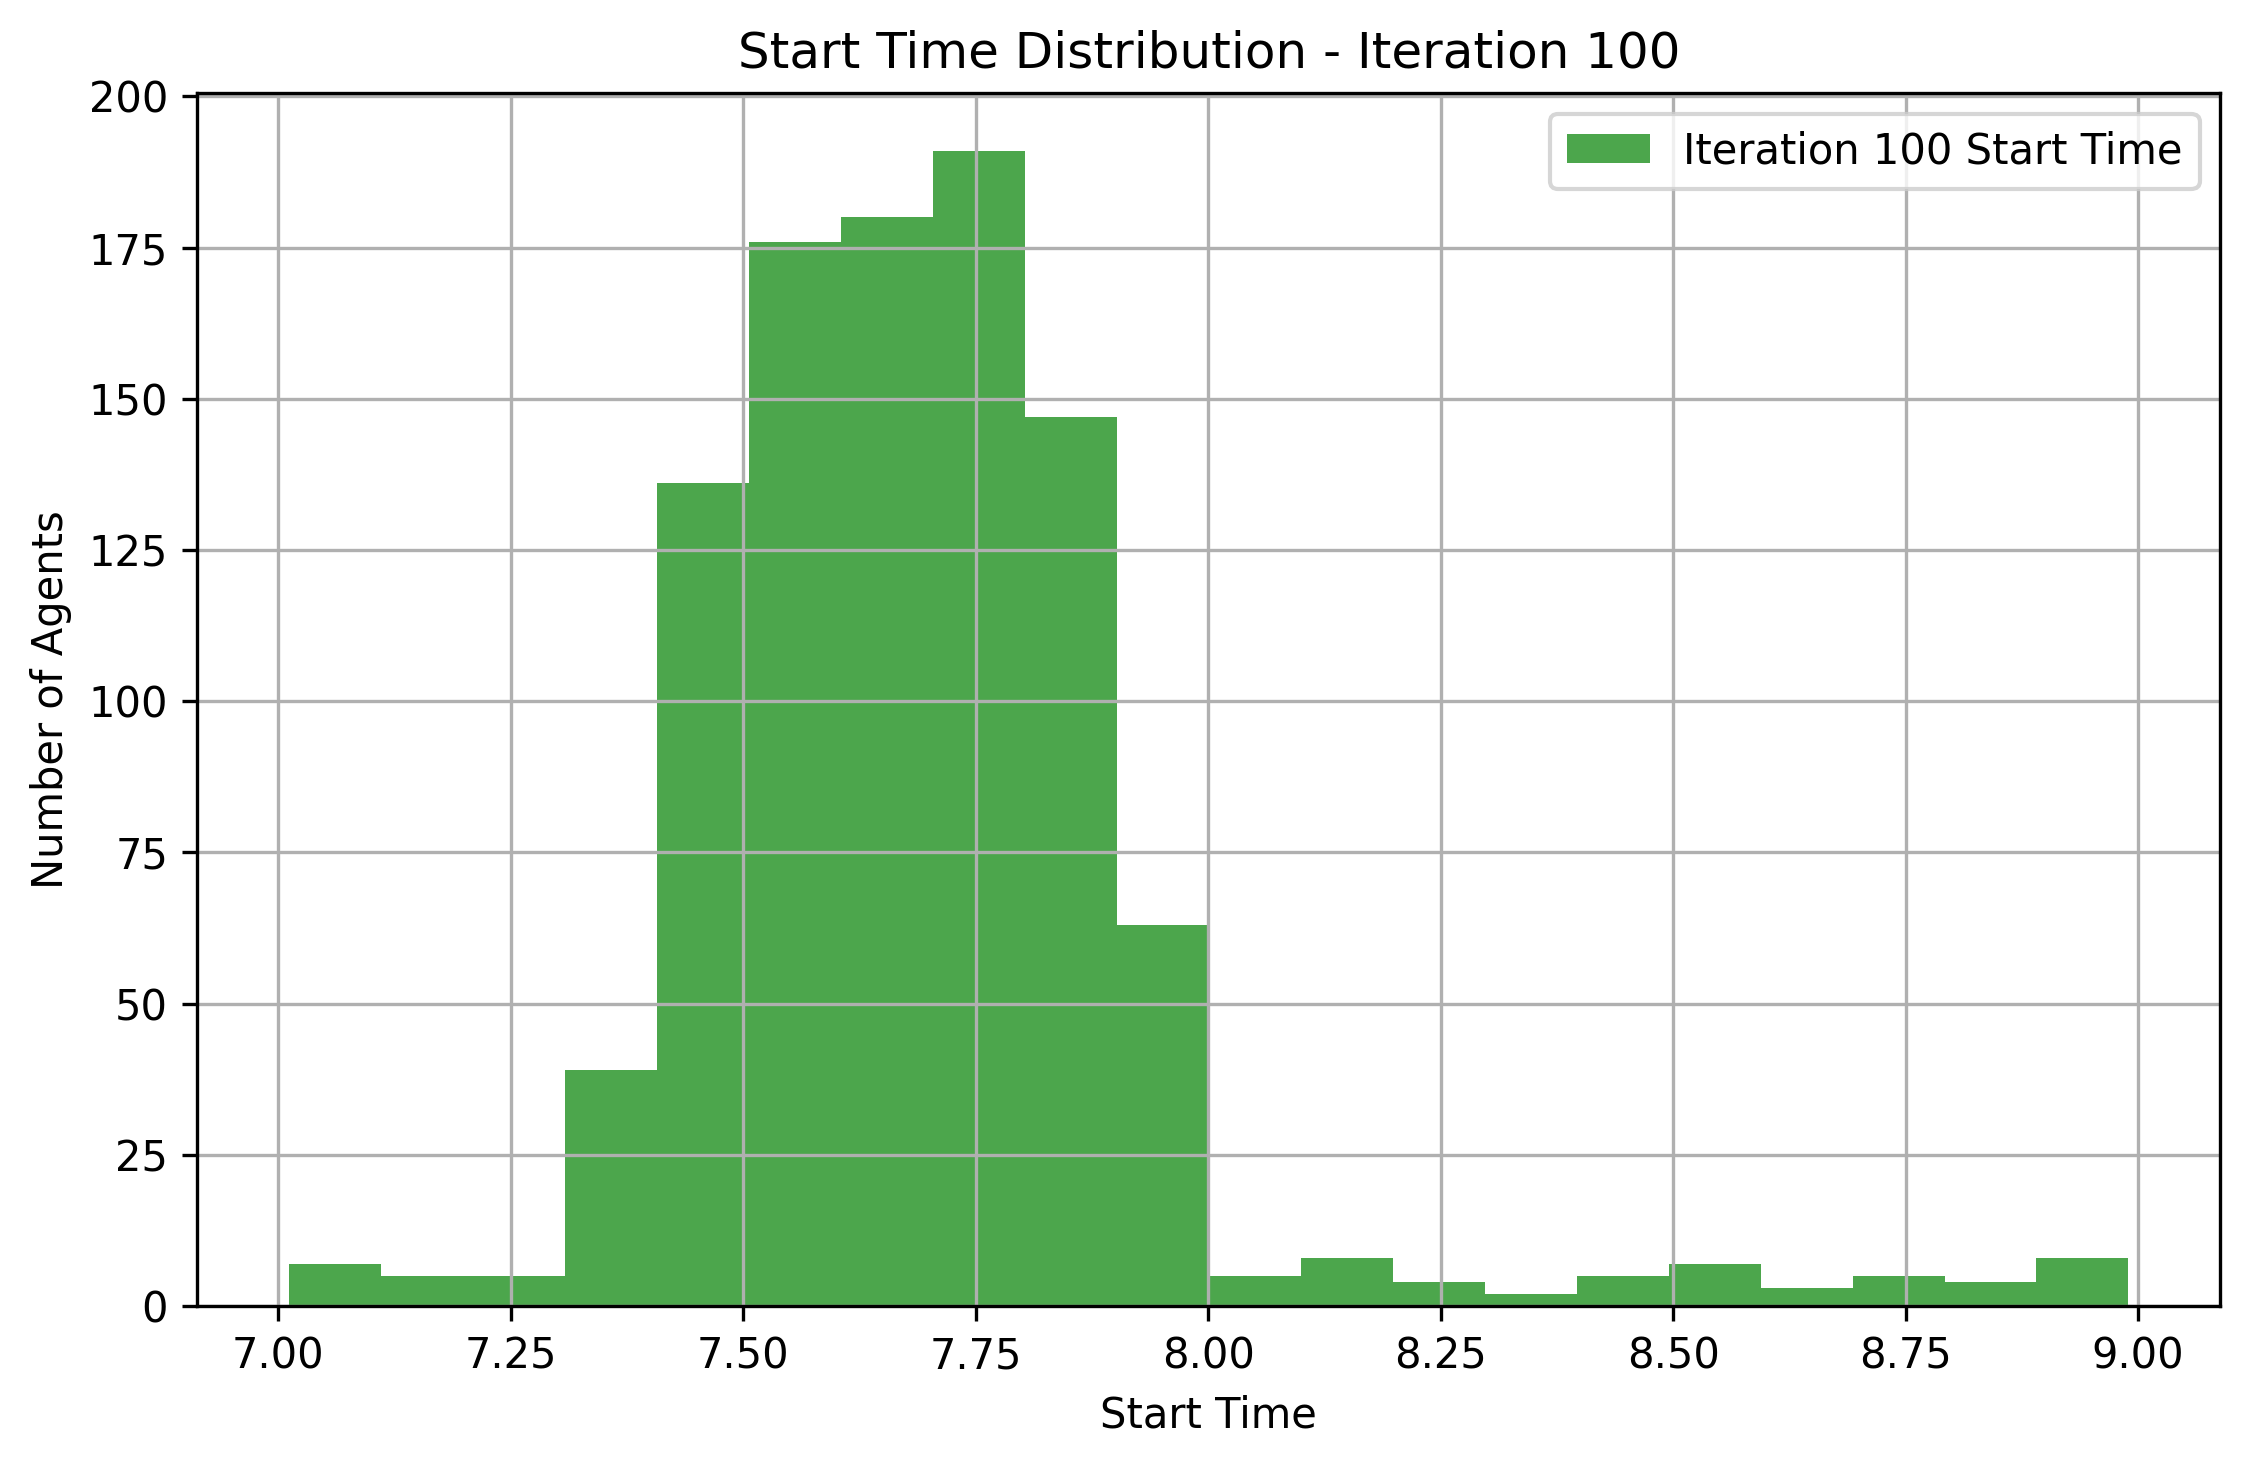 Start Time Distribution - Iteration 100
Iteration 100 Start Time
Number of Agents
200
175
150
125
100
75
50
25
0
7.00 7.25 7.50 7.75 8.00 8.25 8.50 8.75 9.00
Start Time